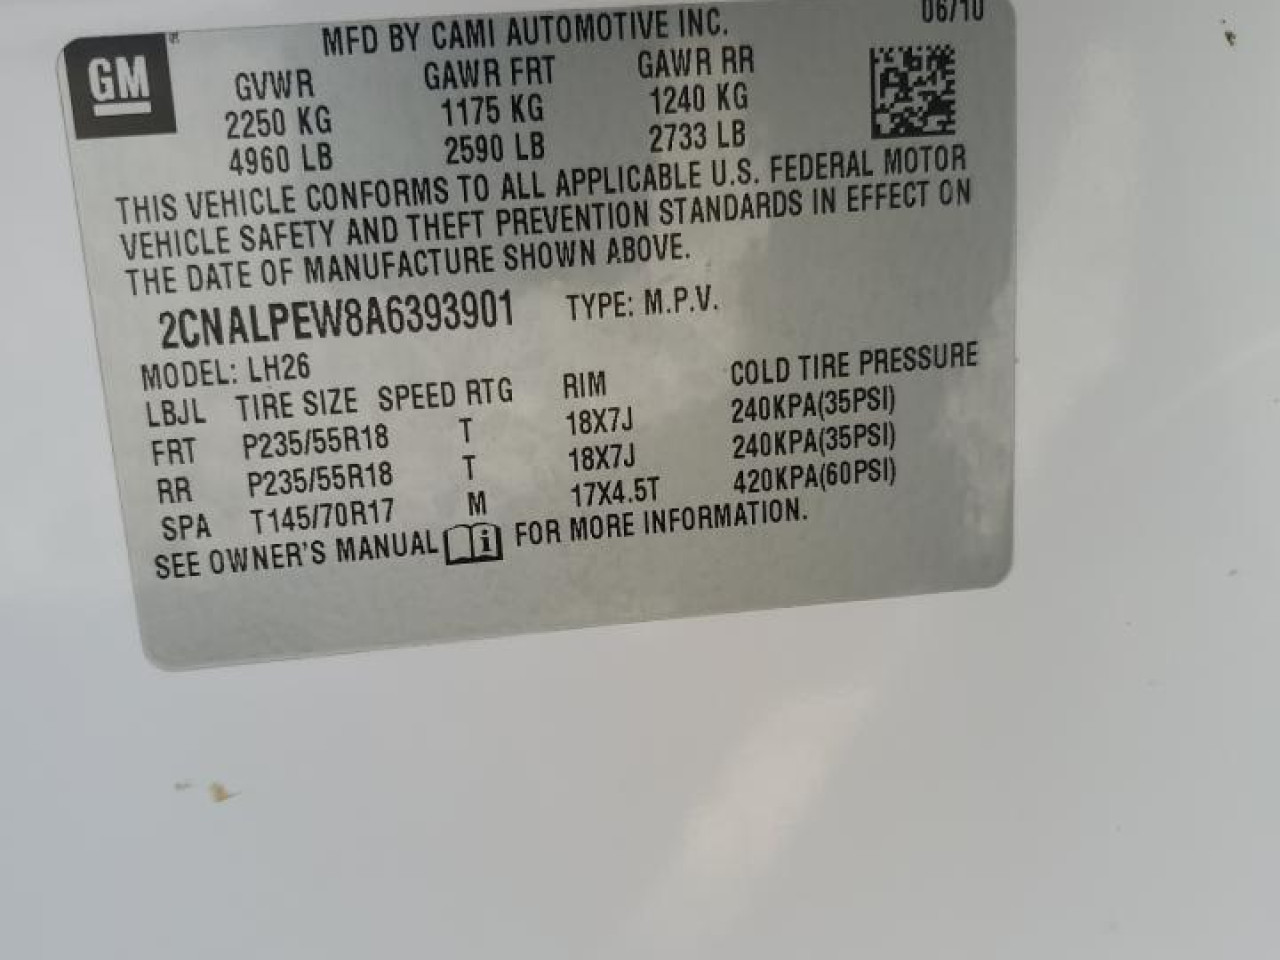 MFD BY CAMI AUTOMOTIVE INC. 06/10
GM
GVWR GAWR FRT GAWR RR
2250 KG 1175 KG 1240 KG
4960 LB 2590 LB 2733 LB
THIS VEHICLE CONFORMS TO ALL APPLICABLE U.S. FEDERAL MOTOR
VEHICLE SAFETY AND THEFT PREVENTION STANDARDS IN EFFECT ON
THE DATE OF MANUFACTURE SHOWN ABOVE.
2CNALPEW8A6393901 TYPE: M.P.V.
MODEL: LH26
LBJL TIRE SIZE SPEED RTG RIM COLD TIRE PRESSURE
FRT P235/55R18 T 18X7J 240KPA(35PSI)
RR P235/55R18 T 18X7J 240KPA(35PSI)
SPA T145/70R17 M 17X4.5T 420KPA(60PSI)
SEE OWNER'S MANUAL i FOR MORE INFORMATION.